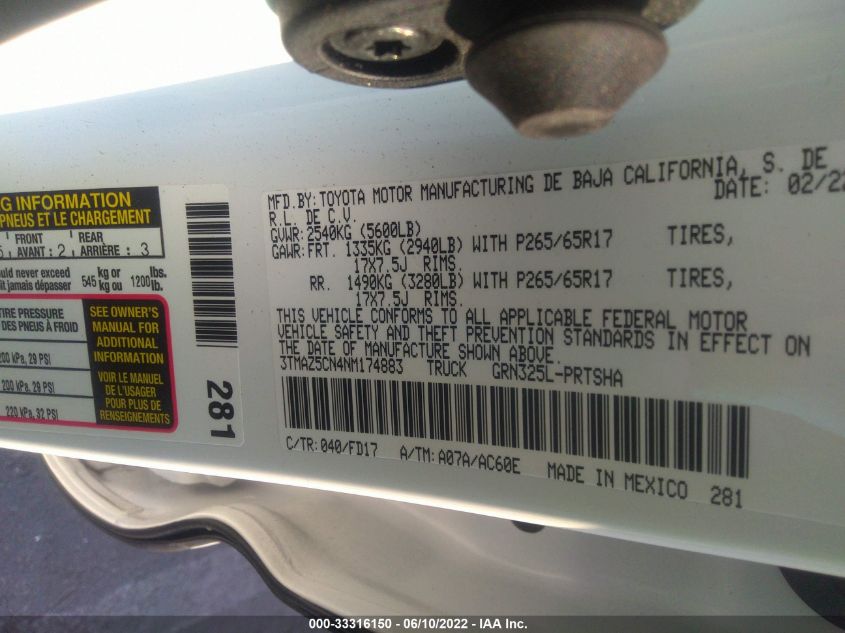 G INFORMATION
PNEUS ET LE CHARGEMENT
FRONT REAR
AVANT: 2 ARRIÈRE: 3
uld never exceed 545 kg or 1200 lbs.
it jamais dépasser kg ou lb.
TIRE PRESSURE
DES PNEUS À FROID
200 kPa, 29 PSI
200 kPa, 29 PSI
220 kPa, 32 PSI
SEE OWNER'S
MANUAL FOR
ADDITIONAL
INFORMATION
VOIR LE MANUEL
DE L'USAGER
POUR PLUS DE
RENSEIGNEMENTS
281
MFD.BY:TOYOTA MOTOR MANUFACTURING DE BAJA CALIFORNIA, S. DE
R.L. DE C.V. DATE: 02/22
GVWR:2540KG (5600LB)
GAWR:FRT. 1335KG (2940LB) WITH P265/65R17 TIRES,
17X7.5J RIMS.
RR. 1490KG (3280LB) WITH P265/65R17 TIRES,
17X7.5J RIMS.
THIS VEHICLE CONFORMS TO ALL APPLICABLE FEDERAL MOTOR
VEHICLE SAFETY AND THEFT PREVENTION STANDARDS IN EFFECT ON
THE DATE OF MANUFACTURE SHOWN ABOVE.
3TMAZ5CN4NM174883 TRUCK GRN325L-PRTSHA
C/TR:040/FD17 A/TM:A07A/AC60E MADE IN MEXICO 281
000-33316150 - 06/10/2022 - IAA Inc.